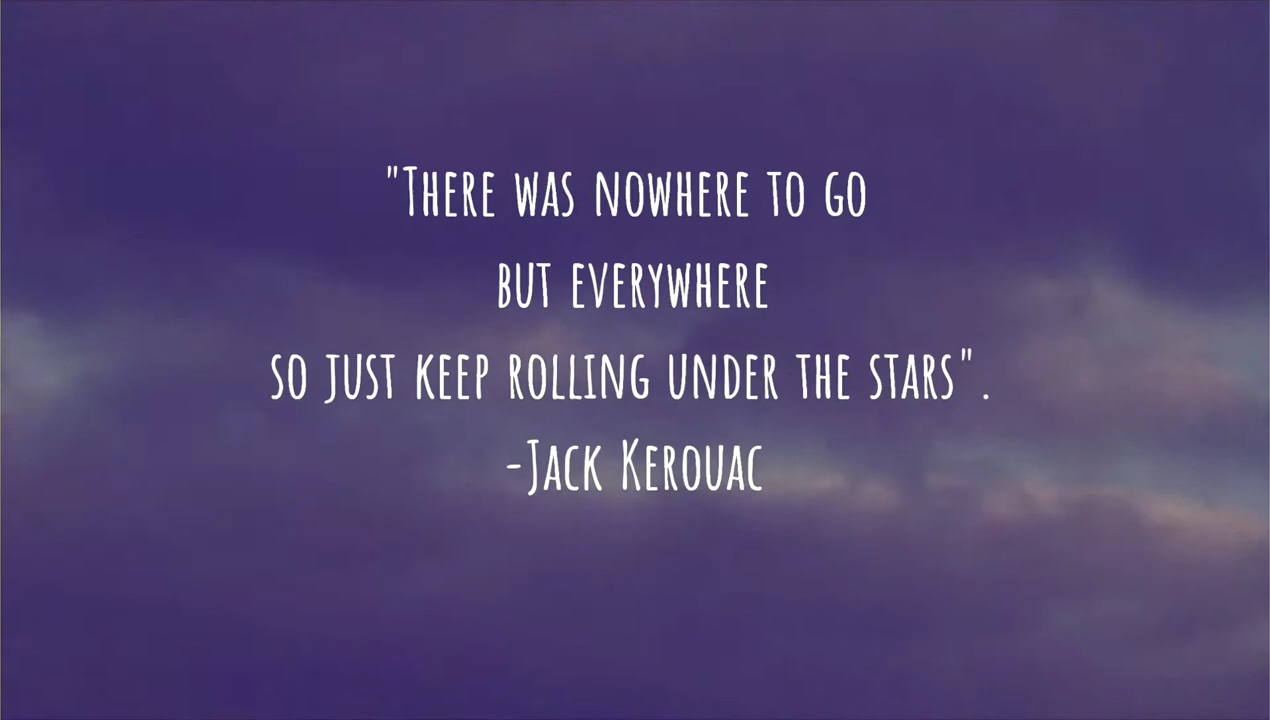 "There was nowhere to go
but everywhere
so just keep rolling under the stars".
-Jack Kerouac